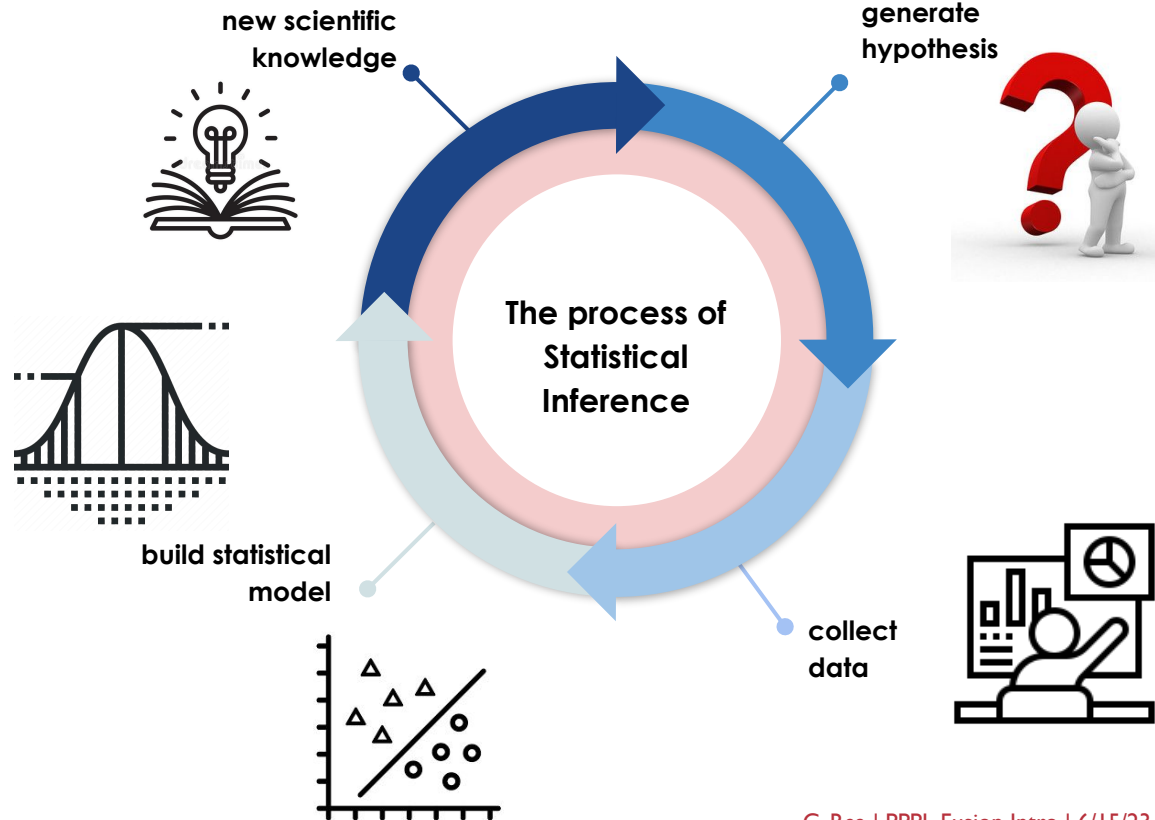 new scientific
knowledge
generate
hypothesis
The process of
Statistical
Inference
build statistical
model
collect
data